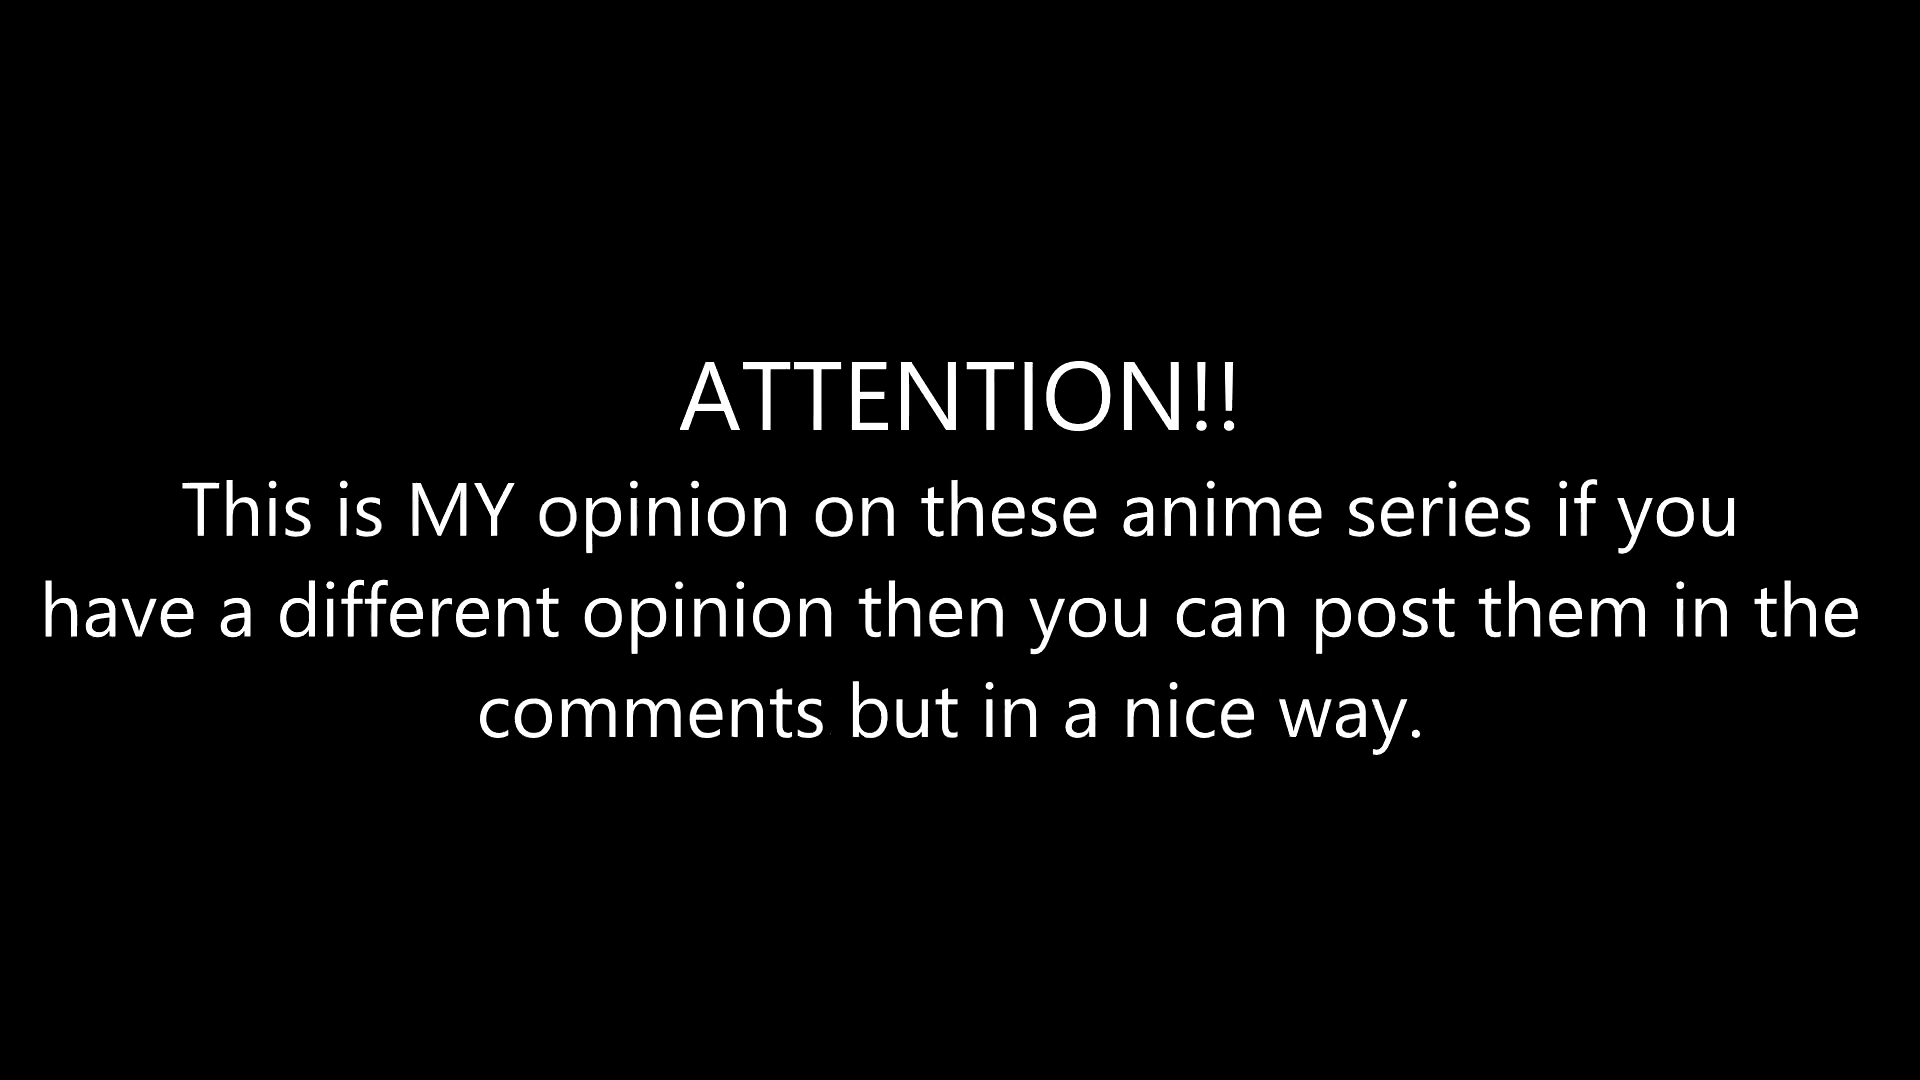 ATTENTION!!
This is MY opinion on these anime series if you
have a different opinion then you can post them in the
comments but in a nice way.